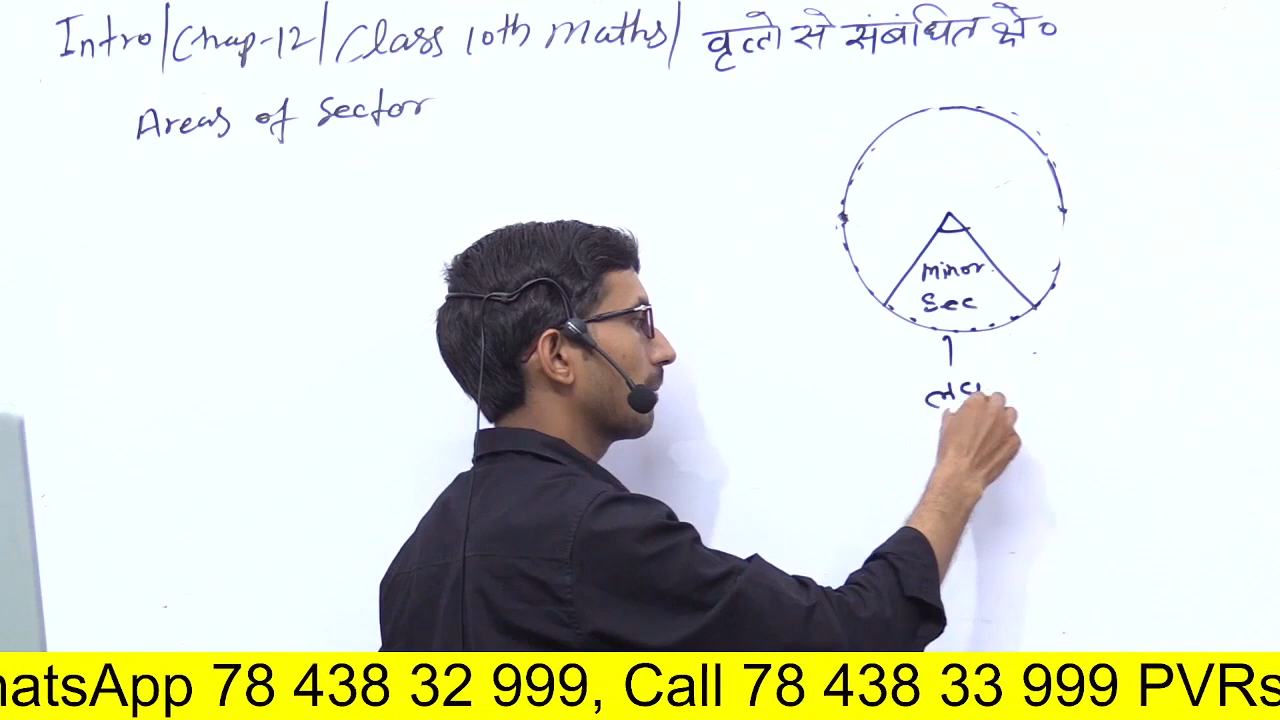 Intro/Chap-12/Class 10th Maths/ वृत्तो से संबंधित क्षे०
Areas of Sector
Minor
Sec
लघ
hatsApp 78 438 32 999, Call 78 438 33 999 PVRs